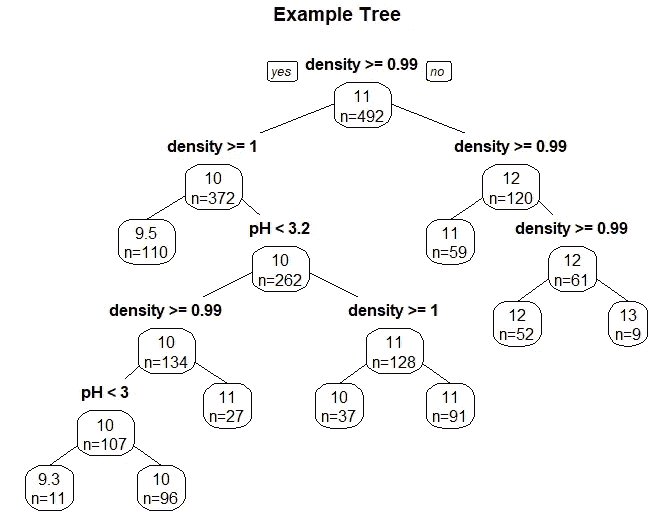 Example Tree
yes density >= 0.99 no
11
n=492
density >= 1
density >= 0.99
10
n=372
12
n=120
9.5
n=110
pH < 3.2
11
n=59
density >= 0.99
10
n=262
12
n=61
density >= 0.99
density >= 1
12
n=52
13
n=9
10
n=134
11
n=128
pH < 3
11
n=27
10
n=37
11
n=91
10
n=107
9.3
n=11
10
n=96